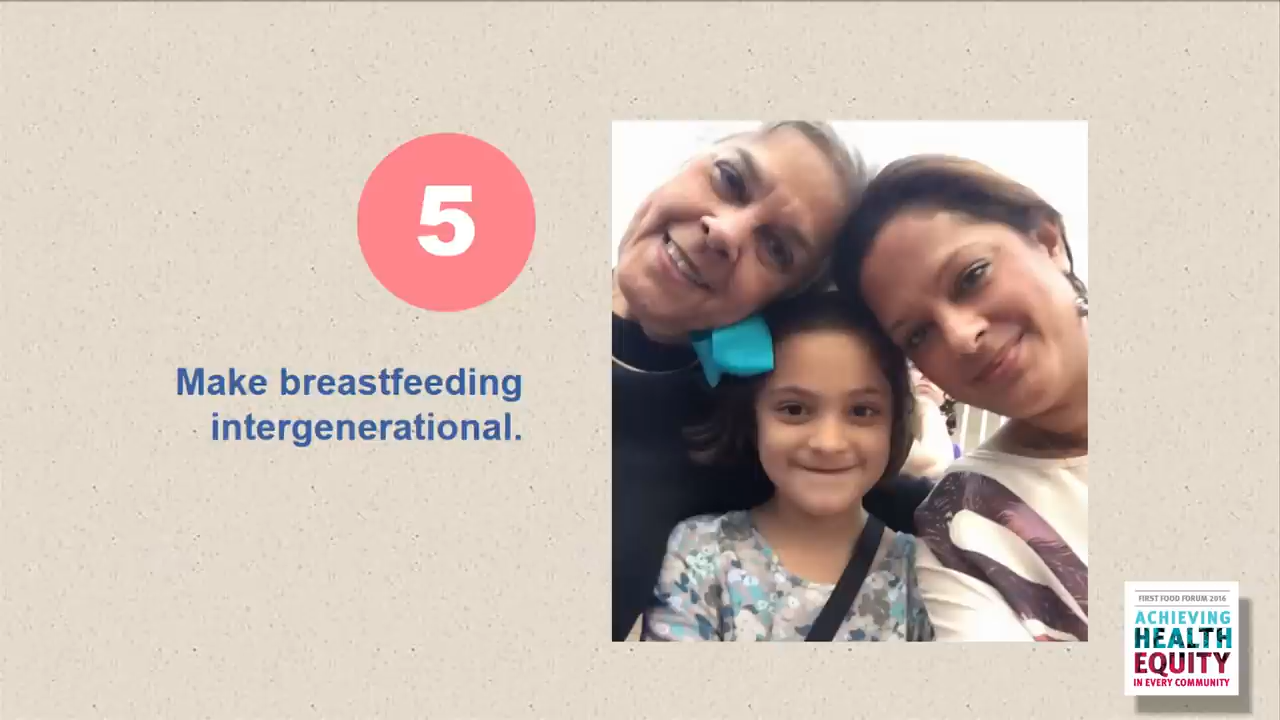 5
Make breastfeeding
intergenerational.
FIRST FOOD FORUM 2016
ACHIEVING
HEALTH
EQUITY
IN EVERY COMMUNITY